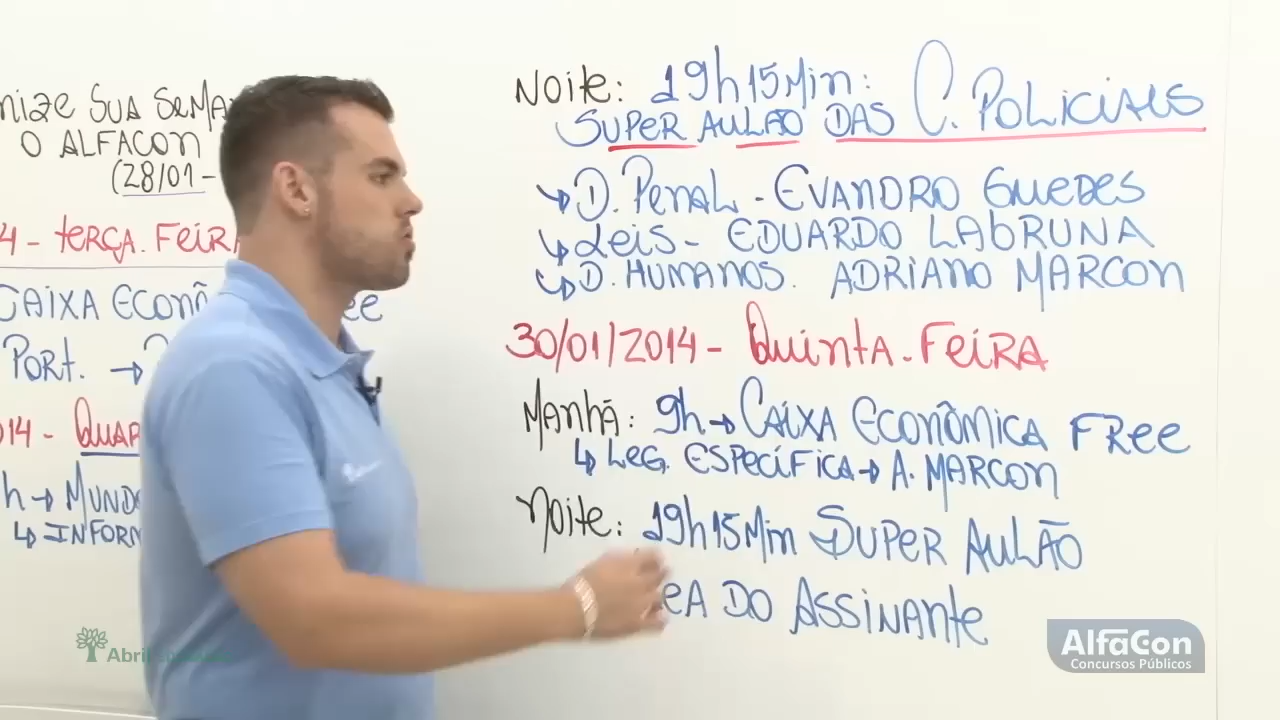 SUA SEMA
O ALFACON
(28/01-
4 - TERÇA. FEIRA
CAIXA ECONÔ
PORT. →
014 - QUAR
h → MUND
↳ INFORM
NOITE: 19h15Min:
SUPER AULÃO DAS C. POLICIAIS
↳ D. PENAL - EVANDRO GUEDES
↳ LEIS - EDUARDO LABRUNA
↳ D. HUMANOS. ADRIANO MARCON
30/01/2014 - QUINTA. FEIRA
MANHÃ: 9h → CAIXA ECONÔMICA FREE
↳ LEG. ESPECÍFICA → A. MARCON
NOITE: 19h15Min SUPER AULÃO
DO ASSINANTE
Abril
AlfaCon
Concursos Públicos